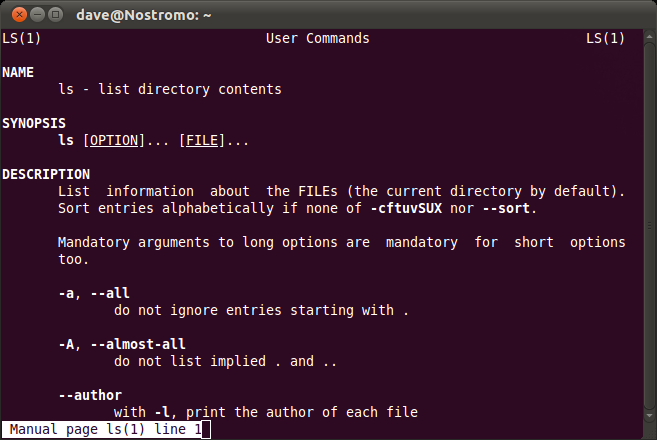 dave@Nostromo: ~
LS(1) User Commands LS(1)
NAME
ls - list directory contents
SYNOPSIS
ls [OPTION]... [FILE]...
DESCRIPTION
List information about the FILEs (the current directory by default).
Sort entries alphabetically if none of -cftuvSUX nor --sort.
Mandatory arguments to long options are mandatory for short options
too.
-a, --all
do not ignore entries starting with .
-A, --almost-all
do not list implied . and ..
--author
with -l, print the author of each file
Manual page ls(1) line 1